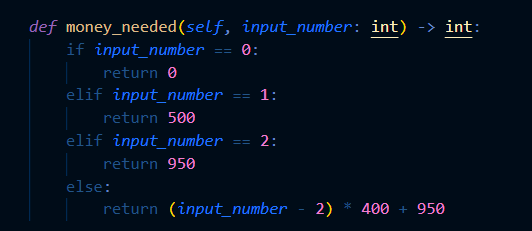 def money_needed(self, input_number: int) -> int:
    if input_number == 0:
        return 0
    elif input_number == 1:
        return 500
    elif input_number == 2:
        return 950
    else:
        return (input_number - 2) * 400 + 950